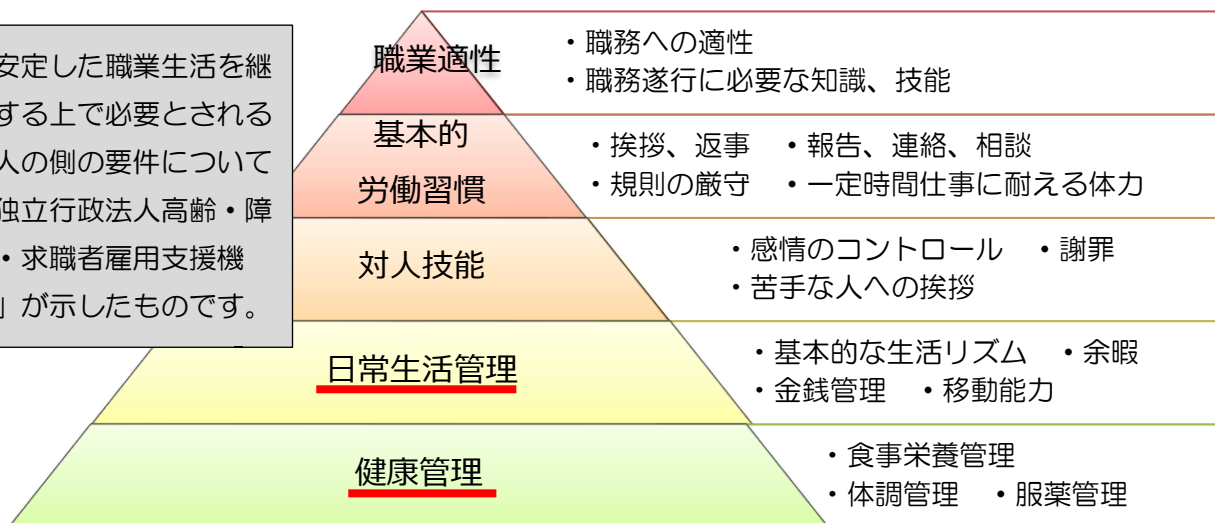 安定した職業生活を継
する上で必要とされる
人の側の要件について
独立行政法人高齢・障
・求職者雇用支援機
」が示したものです。
職業適性
・職務への適性
・職務遂行に必要な知識、技能
基本的
労働習慣
・挨拶、返事　・報告、連絡、相談
・規則の厳守　・一定時間仕事に耐える体力
対人技能
・感情のコントロール　・謝罪
・苦手な人への挨拶
日常生活管理
・基本的な生活リズム　・余暇
・金銭管理　・移動能力
健康管理
・食事栄養管理
・体調管理　・服薬管理